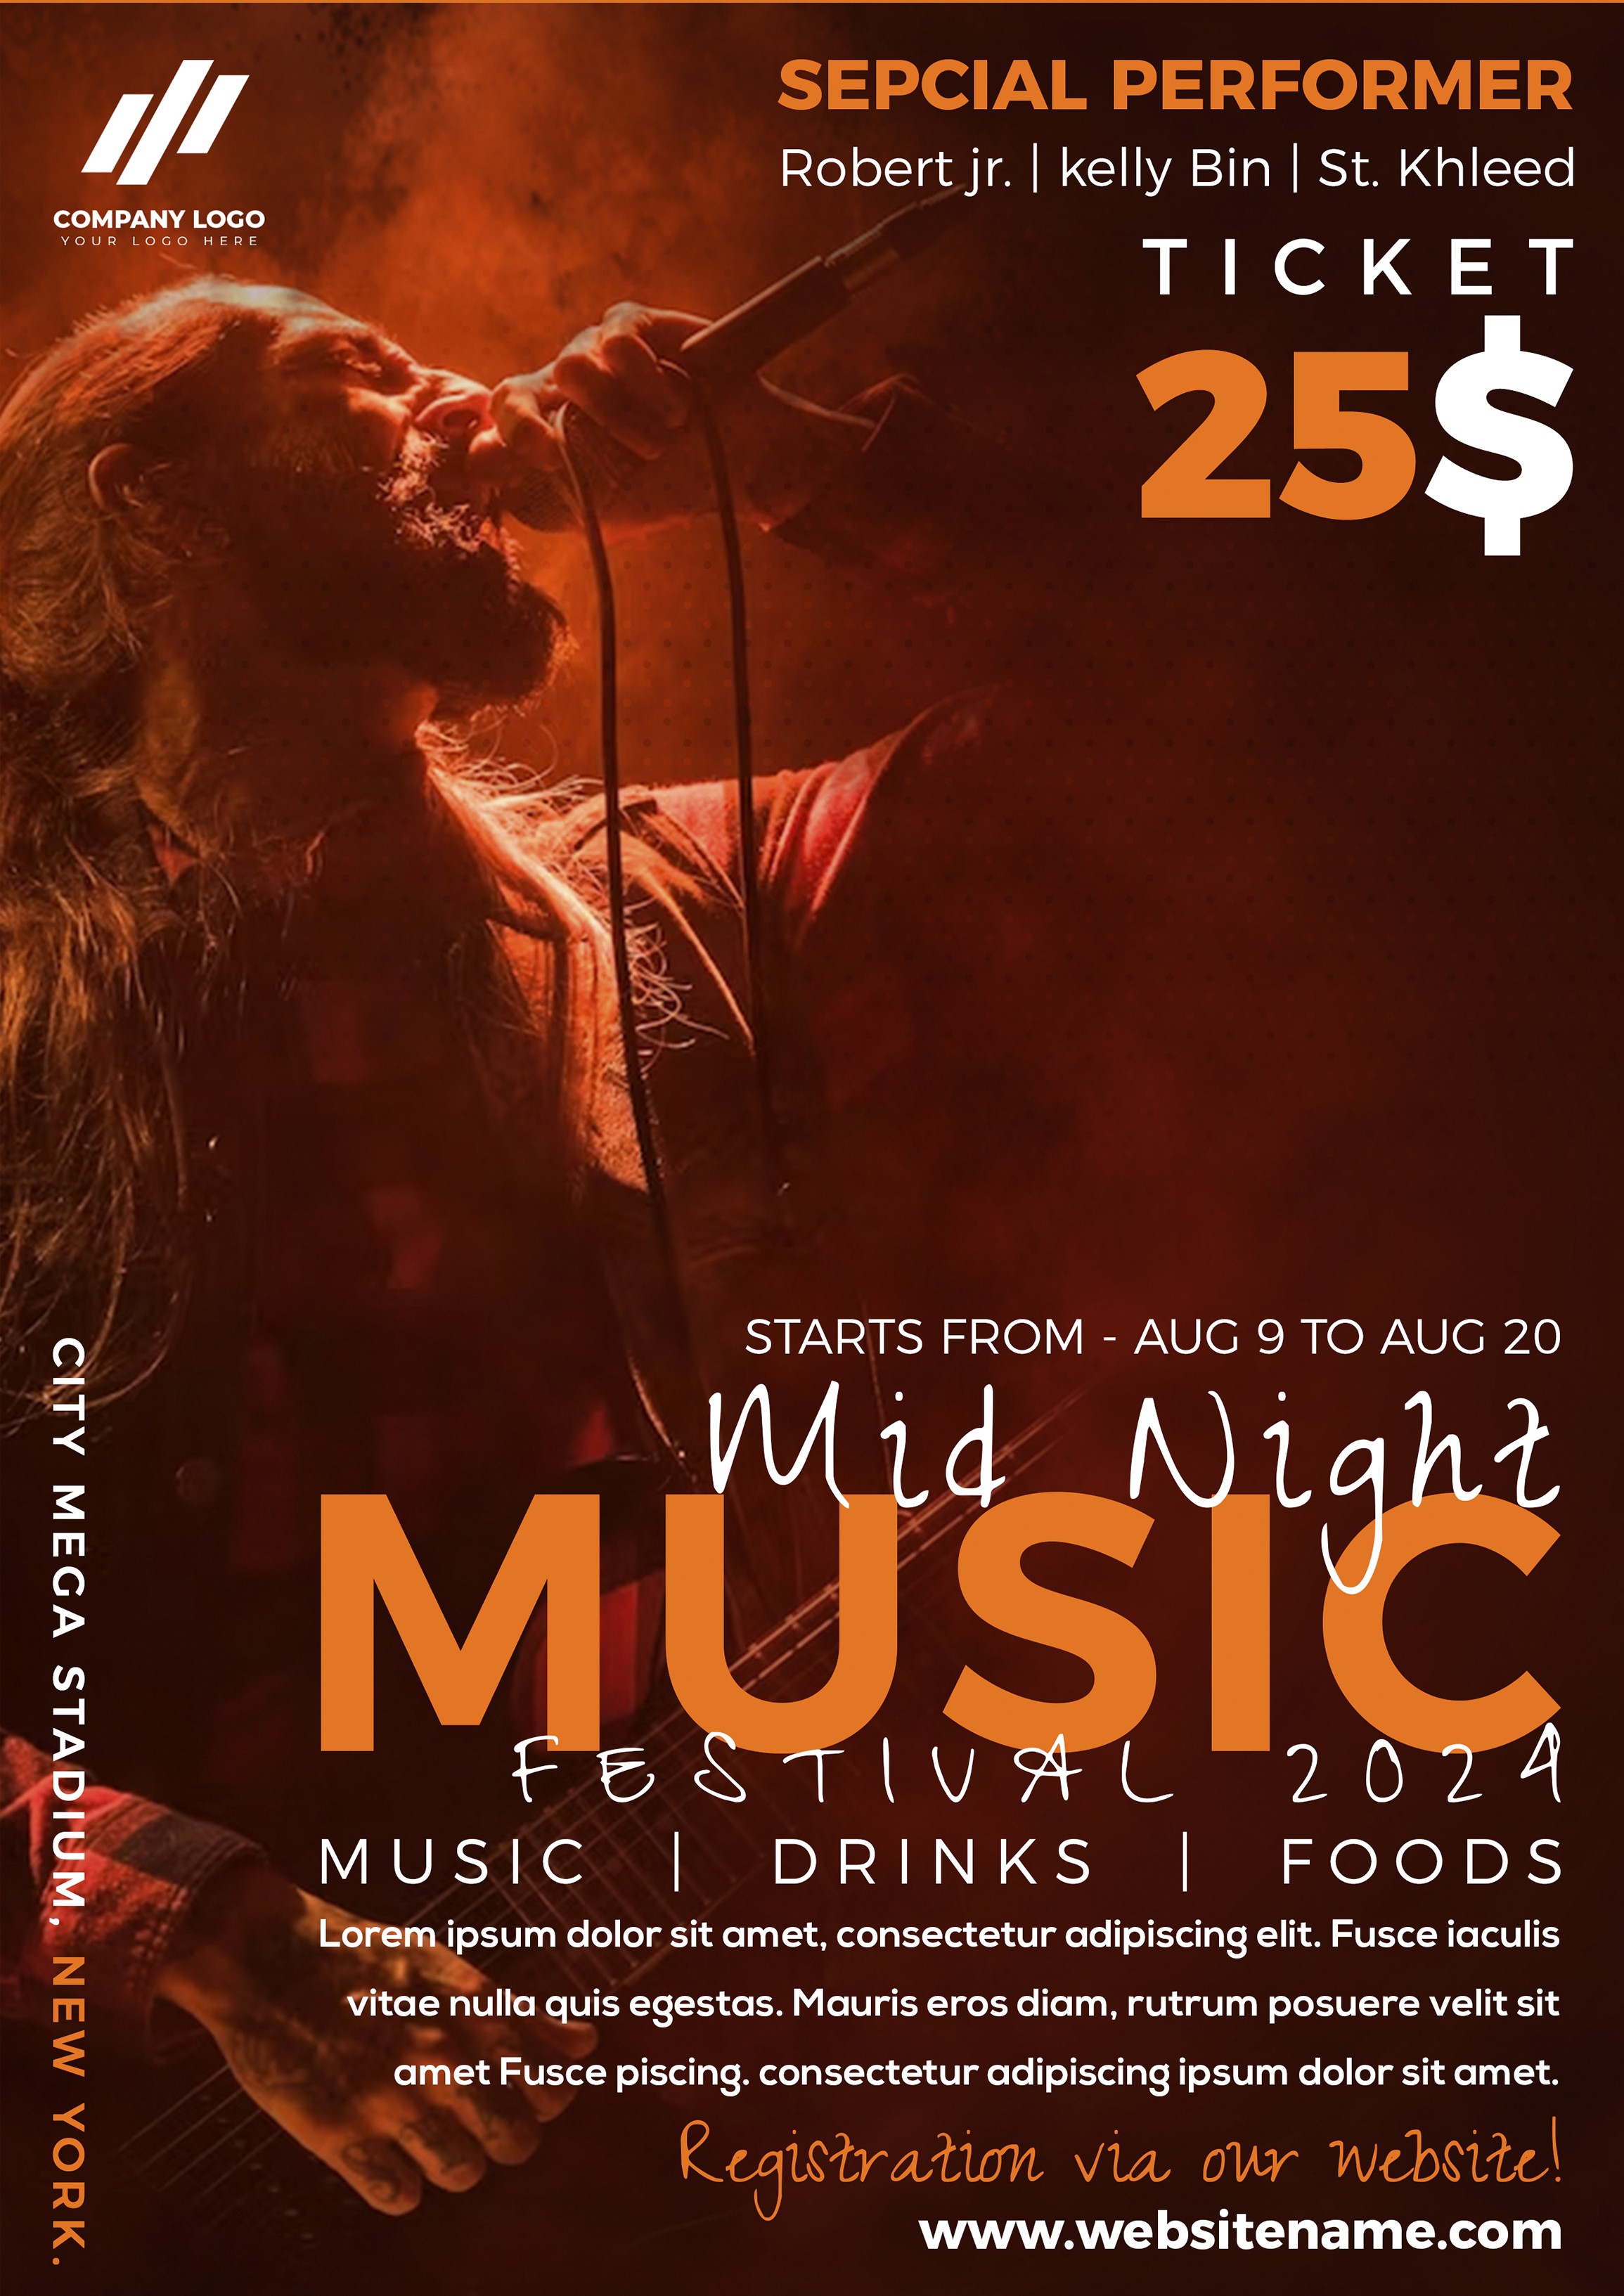 COMPANY LOGO
YOUR LOGO HERE
SEPCIAL PERFORMER
Robert jr. | kelly Bin | St. Khleed
TICKET
25$
STARTS FROM - AUG 9 TO AUG 20
Mid Night
MUSIC
FESTIVAL 2024
MUSIC | DRINKS | FOODS
Lorem ipsum dolor sit amet, consectetur adipiscing elit. Fusce iaculis
vitae nulla quis egestas. Mauris eros diam, rutrum posuere velit sit
amet Fusce piscing. consectetur adipiscing ipsum dolor sit amet.
Registration via our website!
www.websitename.com
CITY MEGA STADIUM, NEW YORK.